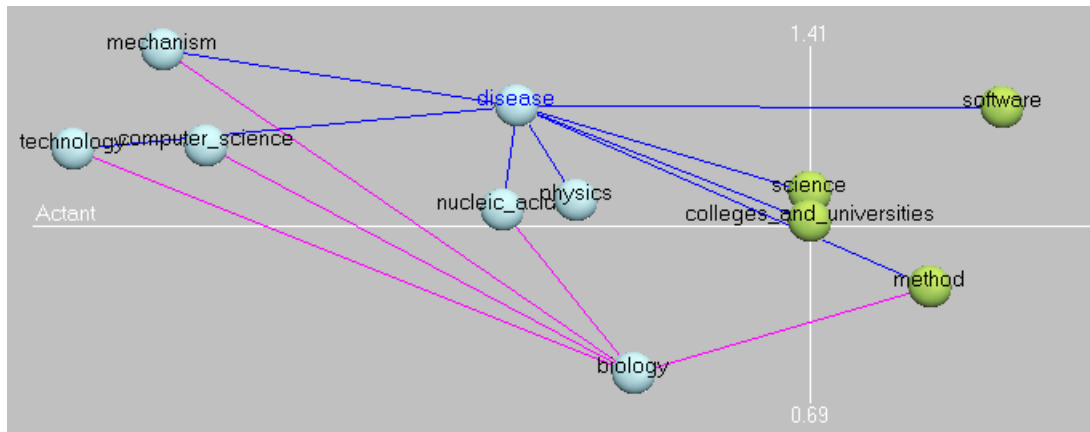 1.41
mechanism
disease
software
technology
computer_science
science
nucleic_acid
physics
colleges_and_universities
Actant
method
biology
0.69